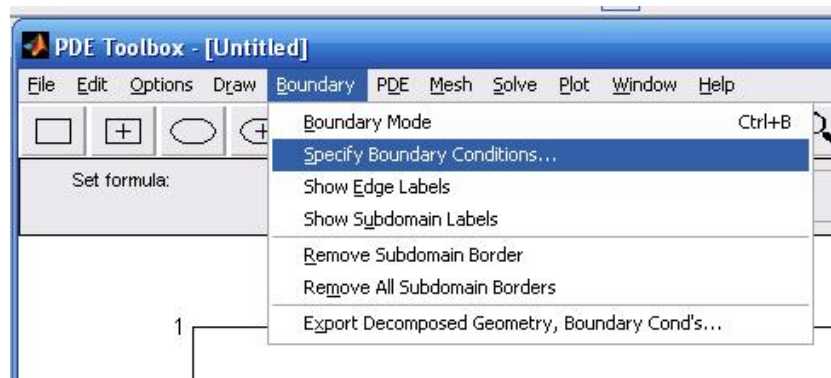 PDE Toolbox - [Untitled]
File Edit Options Draw Boundary PDE Mesh Solve Plot Window Help
Boundary Mode Ctrl+B
Specify Boundary Conditions...
Set formula:
Show Edge Labels
Show Subdomain Labels
Remove Subdomain Border
Remove All Subdomain Borders
Export Decomposed Geometry, Boundary Cond's...
1